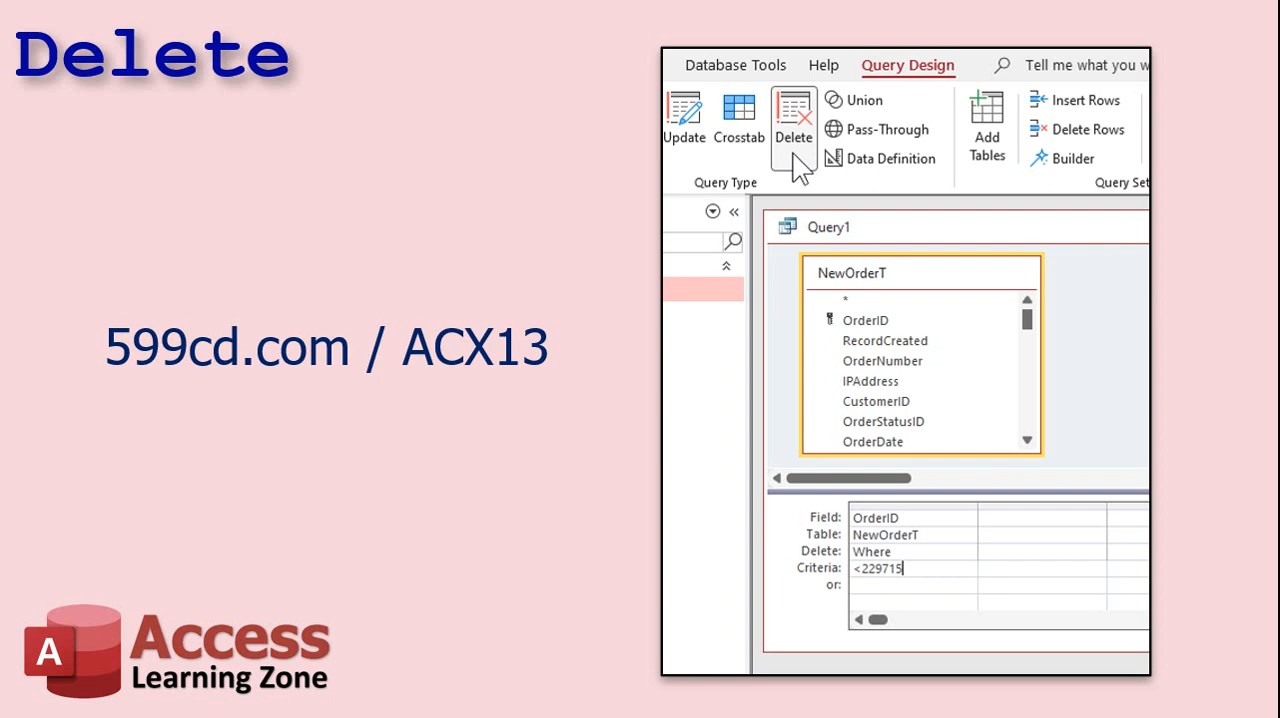 Delete
599cd.com / ACX13
A
Access
Learning Zone
Database Tools Help Query Design Tell me what you w
Update Crosstab Delete
Union
Pass-Through
Data Definition
Add
Tables
Insert Rows
Delete Rows
Builder
Query Type
Query Set
Query1
NewOrderT
*
OrderID
RecordCreated
OrderNumber
IPAddress
CustomerID
OrderStatusID
OrderDate
Field: OrderID
Table: NewOrderT
Delete: Where
Criteria: <229715
or: